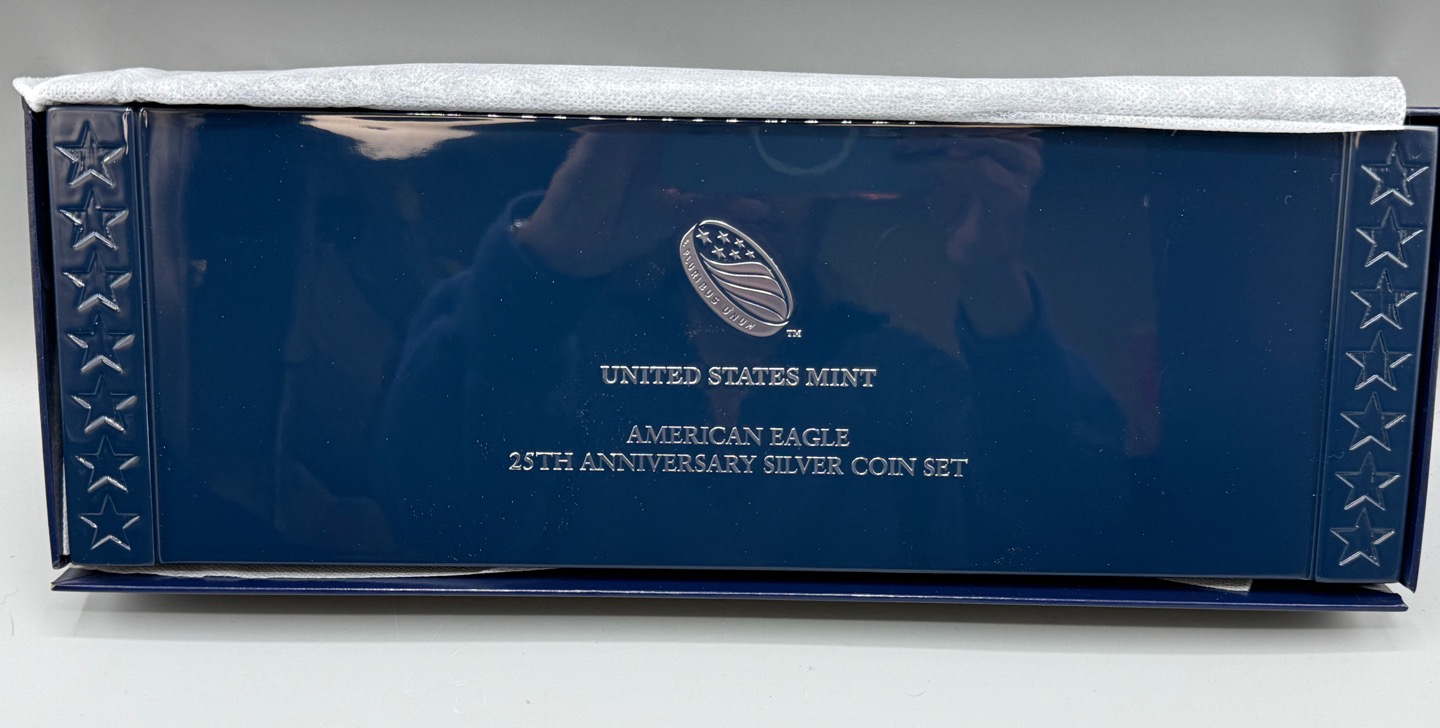 E PLURIBUS UNUM
TM
UNITED STATES MINT
AMERICAN EAGLE
25TH ANNIVERSARY SILVER COIN SET